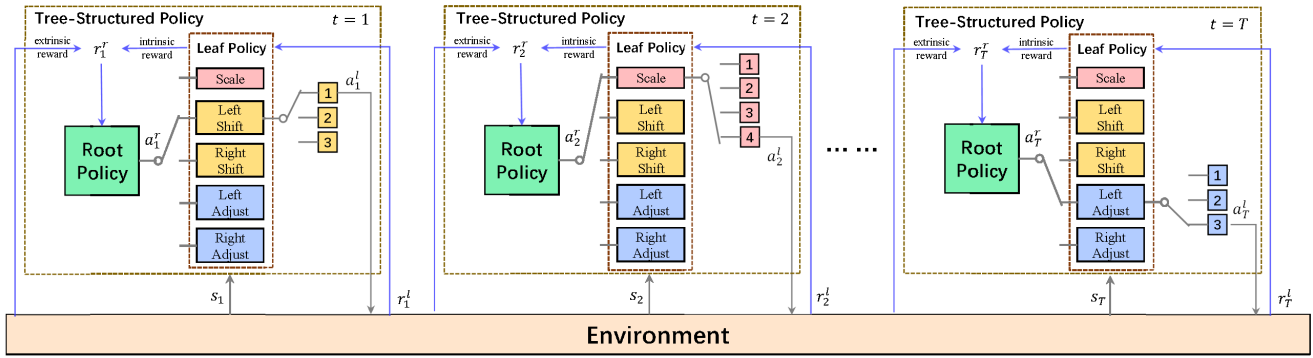 Tree-Structured Policy
t = 1
extrinsic
reward
r_1^r
intrinsic
reward
Leaf Policy
Scale
Left
Shift
Right
Shift
Left
Adjust
Right
Adjust
Root
Policy
a_1^r
1
2
3
a_1^l
s_1
r_1^l
Tree-Structured Policy
t = 2
extrinsic
reward
r_2^r
intrinsic
reward
Leaf Policy
Scale
Left
Shift
Right
Shift
Left
Adjust
Right
Adjust
Root
Policy
a_2^r
1
2
3
4
a_2^l
s_2
r_2^l
... ...
Tree-Structured Policy
t = T
extrinsic
reward
r_T^r
intrinsic
reward
Leaf Policy
Scale
Left
Shift
Right
Shift
Left
Adjust
Right
Adjust
Root
Policy
a_T^r
1
2
3
a_T^l
s_T
r_T^l
Environment